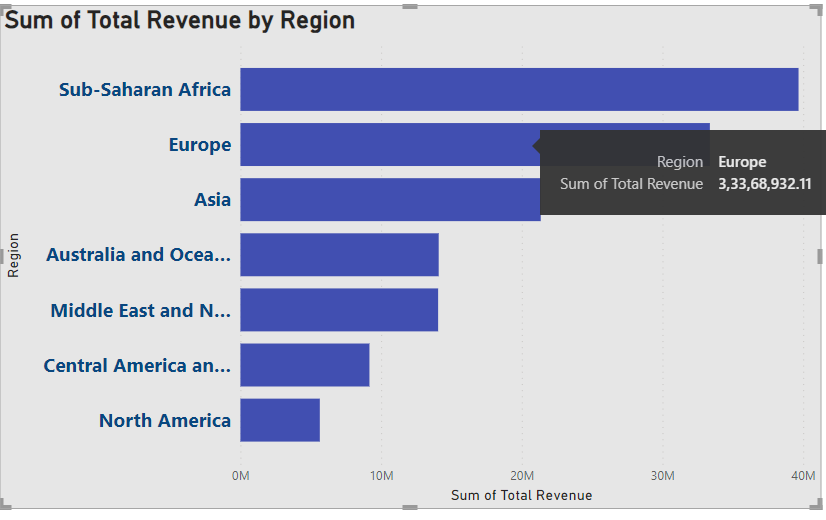 Sum of Total Revenue by Region
Sub-Saharan Africa
Europe
Region Europe
Sum of Total Revenue 3,33,68,932.11
Asia
Australia and Ocea...
Middle East and N...
Central America an...
North America
Region
0M 10M 20M 30M 40M
Sum of Total Revenue